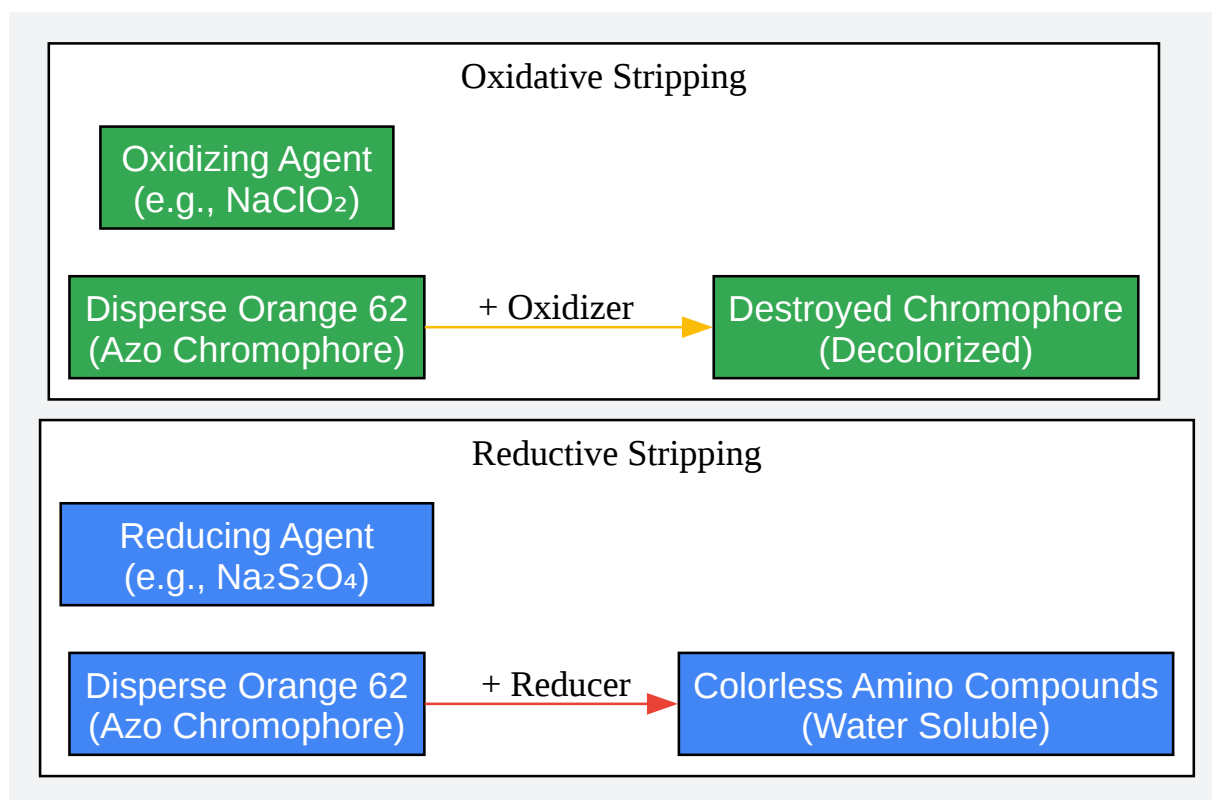 Oxidative Stripping
Oxidizing Agent
(e.g., NaClO₂)
Disperse Orange 62
(Azo Chromophore)
+ Oxidizer
Destroyed Chromophore
(Decolorized)
Reductive Stripping
Reducing Agent
(e.g., Na₂S₂O₄)
Disperse Orange 62
(Azo Chromophore)
+ Reducer
Colorless Amino Compounds
(Water Soluble)